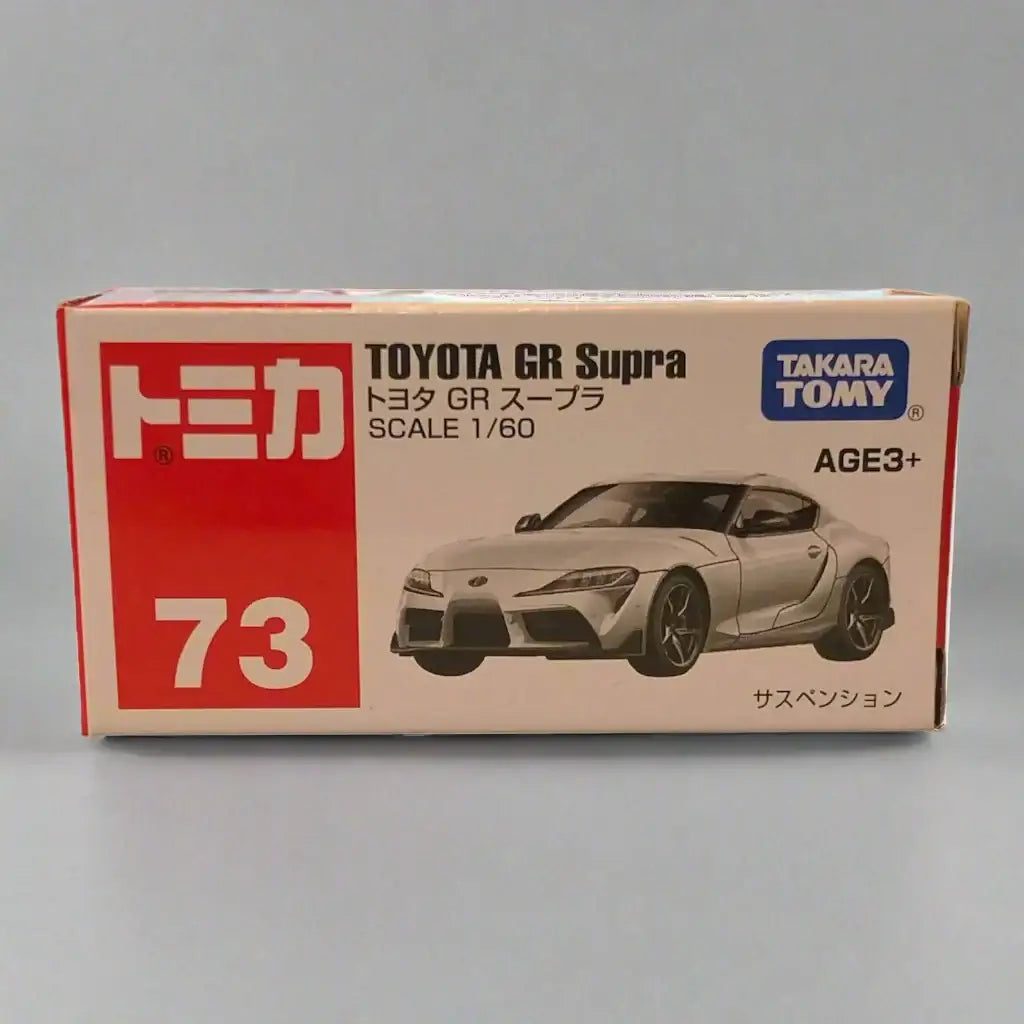 トミカ
®
73
TOYOTA GR Supra
トヨタ GR スープラ
SCALE 1/60
TAKARA
TOMY
®
AGE3+
サスペンション